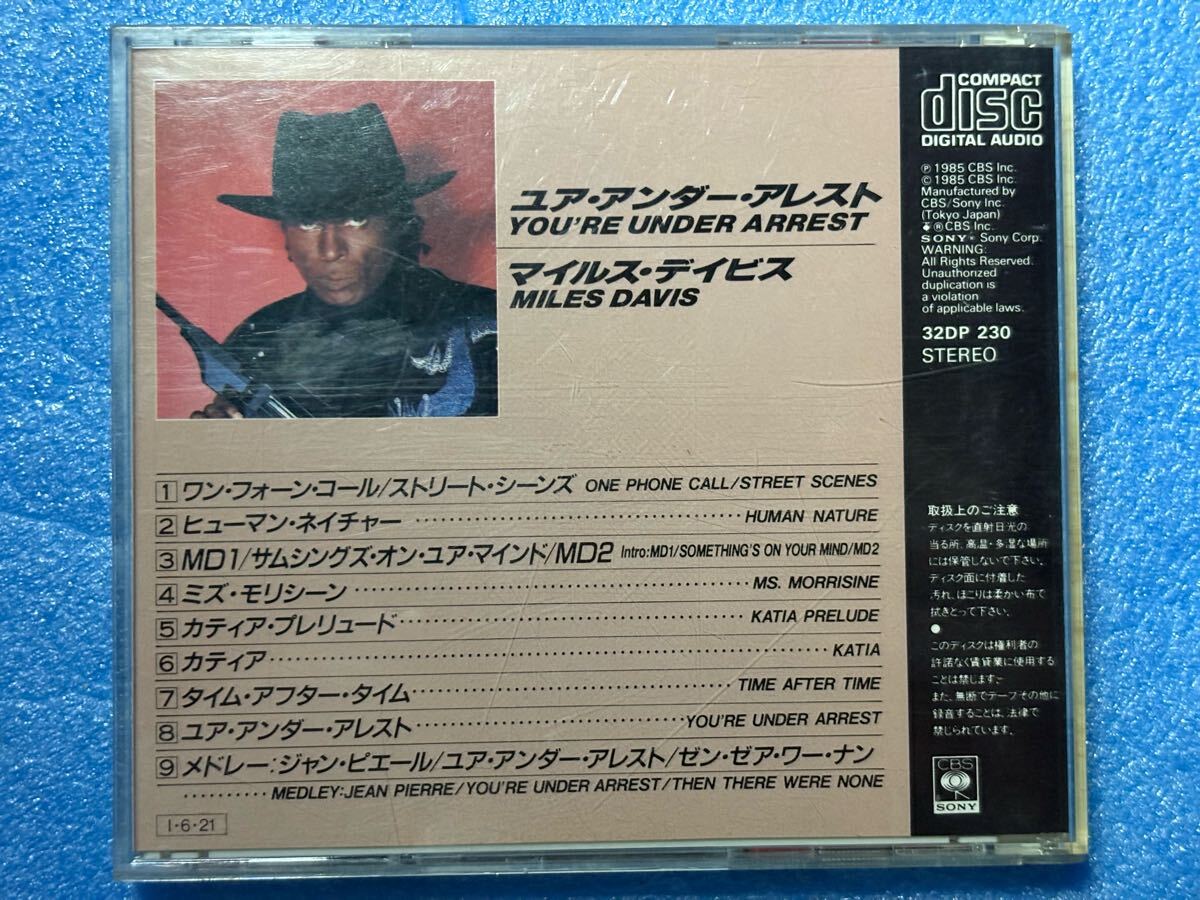 ユア・アンダー・アレスト
YOU'RE UNDER ARREST
マイルス・デイビス
MILES DAVIS
1 ワン・フォーン・コール/ストリート・シーンズ ONE PHONE CALL/STREET SCENES
2 ヒューマン・ネイチャー HUMAN NATURE
3 MD1/サムシングズ・オン・ユア・マインド/MD2 Intro:MD1/SOMETHING'S ON YOUR MIND/MD2
4 ミズ・モリシーン MS. MORRISINE
5 カティア・プレリュード KATIA PRELUDE
6 カティア KATIA
7 タイム・アフター・タイム TIME AFTER TIME
8 ユア・アンダー・アレスト YOU'RE UNDER ARREST
9 メドレー:ジャン・ピエール/ユア・アンダー・アレスト/ゼン・ゼア・ワー・ナン
MEDLEY:JEAN PIERRE/YOU'RE UNDER ARREST/THEN THERE WERE NONE
I・6・21
COMPACT
disc
DIGITAL AUDIO
℗ 1985 CBS Inc.
© 1985 CBS Inc.
Manufactured by
CBS/Sony Inc.
(Tokyo Japan)
®CBS Inc.
SONY® Sony Corp.
WARNING:
All Rights Reserved.
Unauthorized
duplication is
a violation
of applicable laws.
32DP 230
STEREO
取扱上のご注意
ディスクを直射日光の
当る所、高温・多湿な場所
には保管しないで下さい。
ディスク面に付着した
汚れ、ほこりは柔かい布で
拭きとって下さい。
●
このディスクは権利者の
許諾なく賃貸業に使用する
ことは禁じます。
また、無断でテープその他に
録音することは、法律で
禁じられています。
CBS
SONY